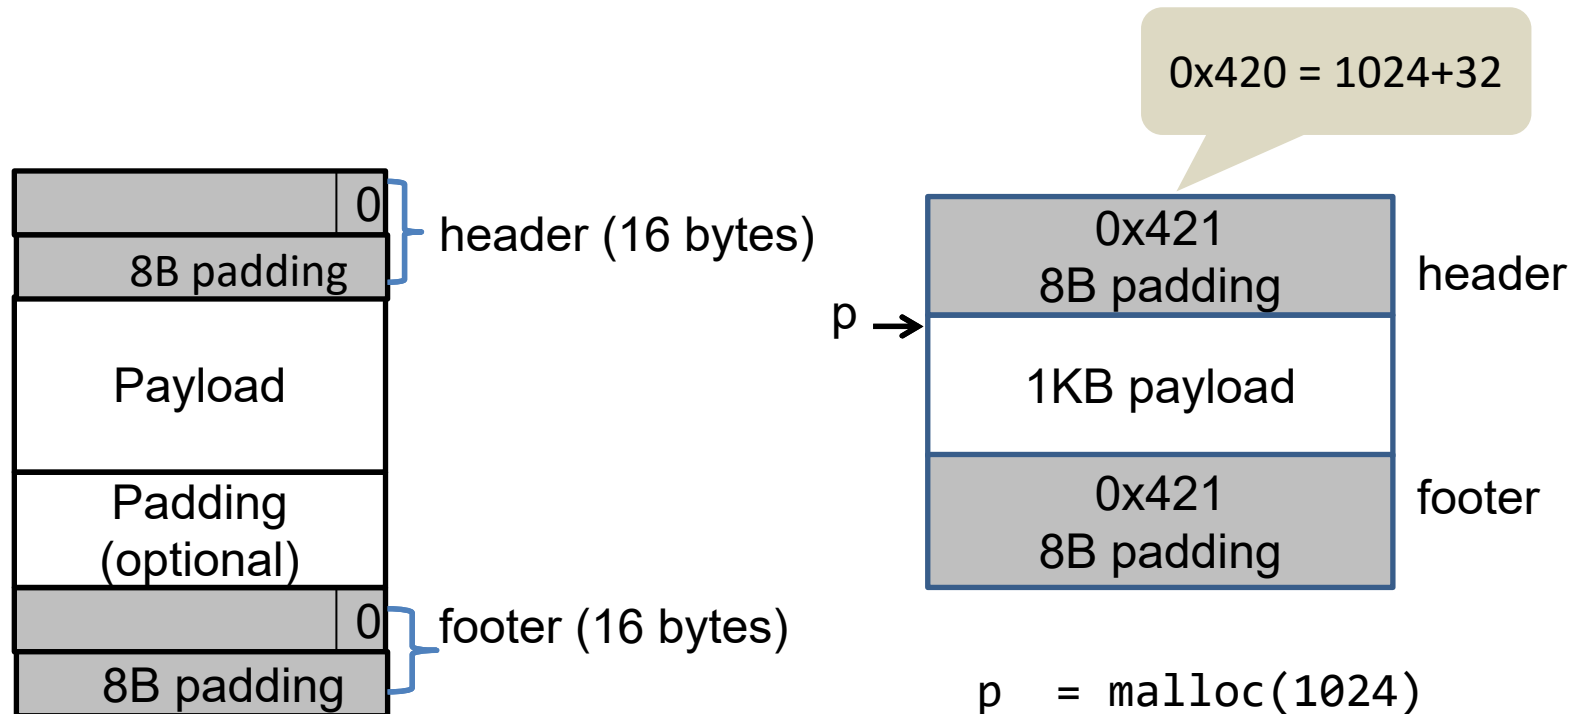 0x420 = 1024+32
0
8B padding
header (16 bytes)
Payload
Padding
(optional)
0
8B padding
footer (16 bytes)
0x421
8B padding
header
p
1KB payload
0x421
8B padding
footer
p = malloc(1024)